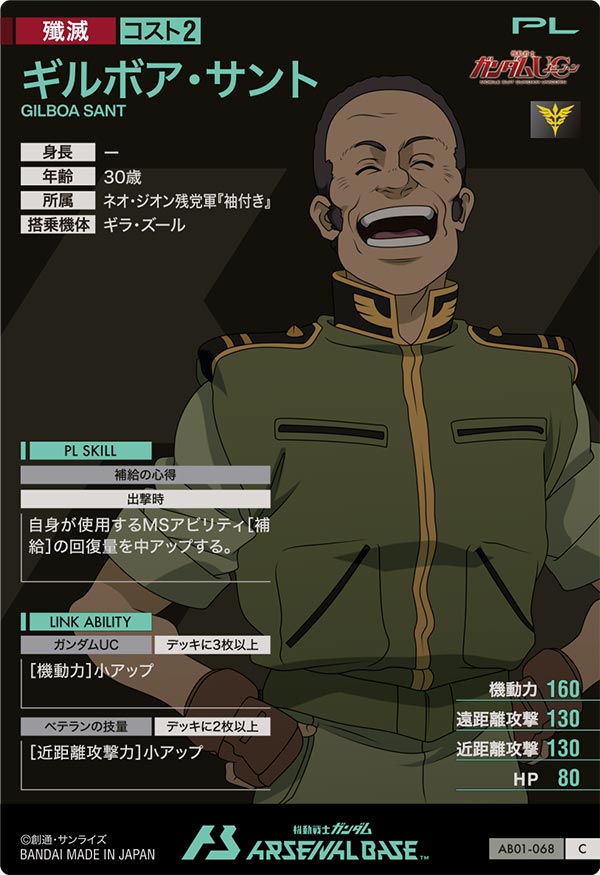 殲滅 コスト2
PL
ギルボア・サント
GILBOA SANT
機動戦士
ガンダムUC
MOBILE SUIT GUNDAM UNICORN
身長 ー
年齢 30歳
所属 ネオ・ジオン残党軍『袖付き』
搭乗機体 ギラ・ズール
PL SKILL
補給の心得
出撃時
自身が使用するMSアビリティ[補
給]の回復量を中アップする。
LINK ABILITY
ガンダムUC デッキに3枚以上
[機動力]小アップ
ベテランの技量 デッキに2枚以上
[近距離攻撃力]小アップ
機動力 160
遠距離攻撃 130
近距離攻撃 130
HP 80
©創通・サンライズ
BANDAI MADE IN JAPAN
機動戦士ガンダム
ARSENAL BASE™
AB01-068 C